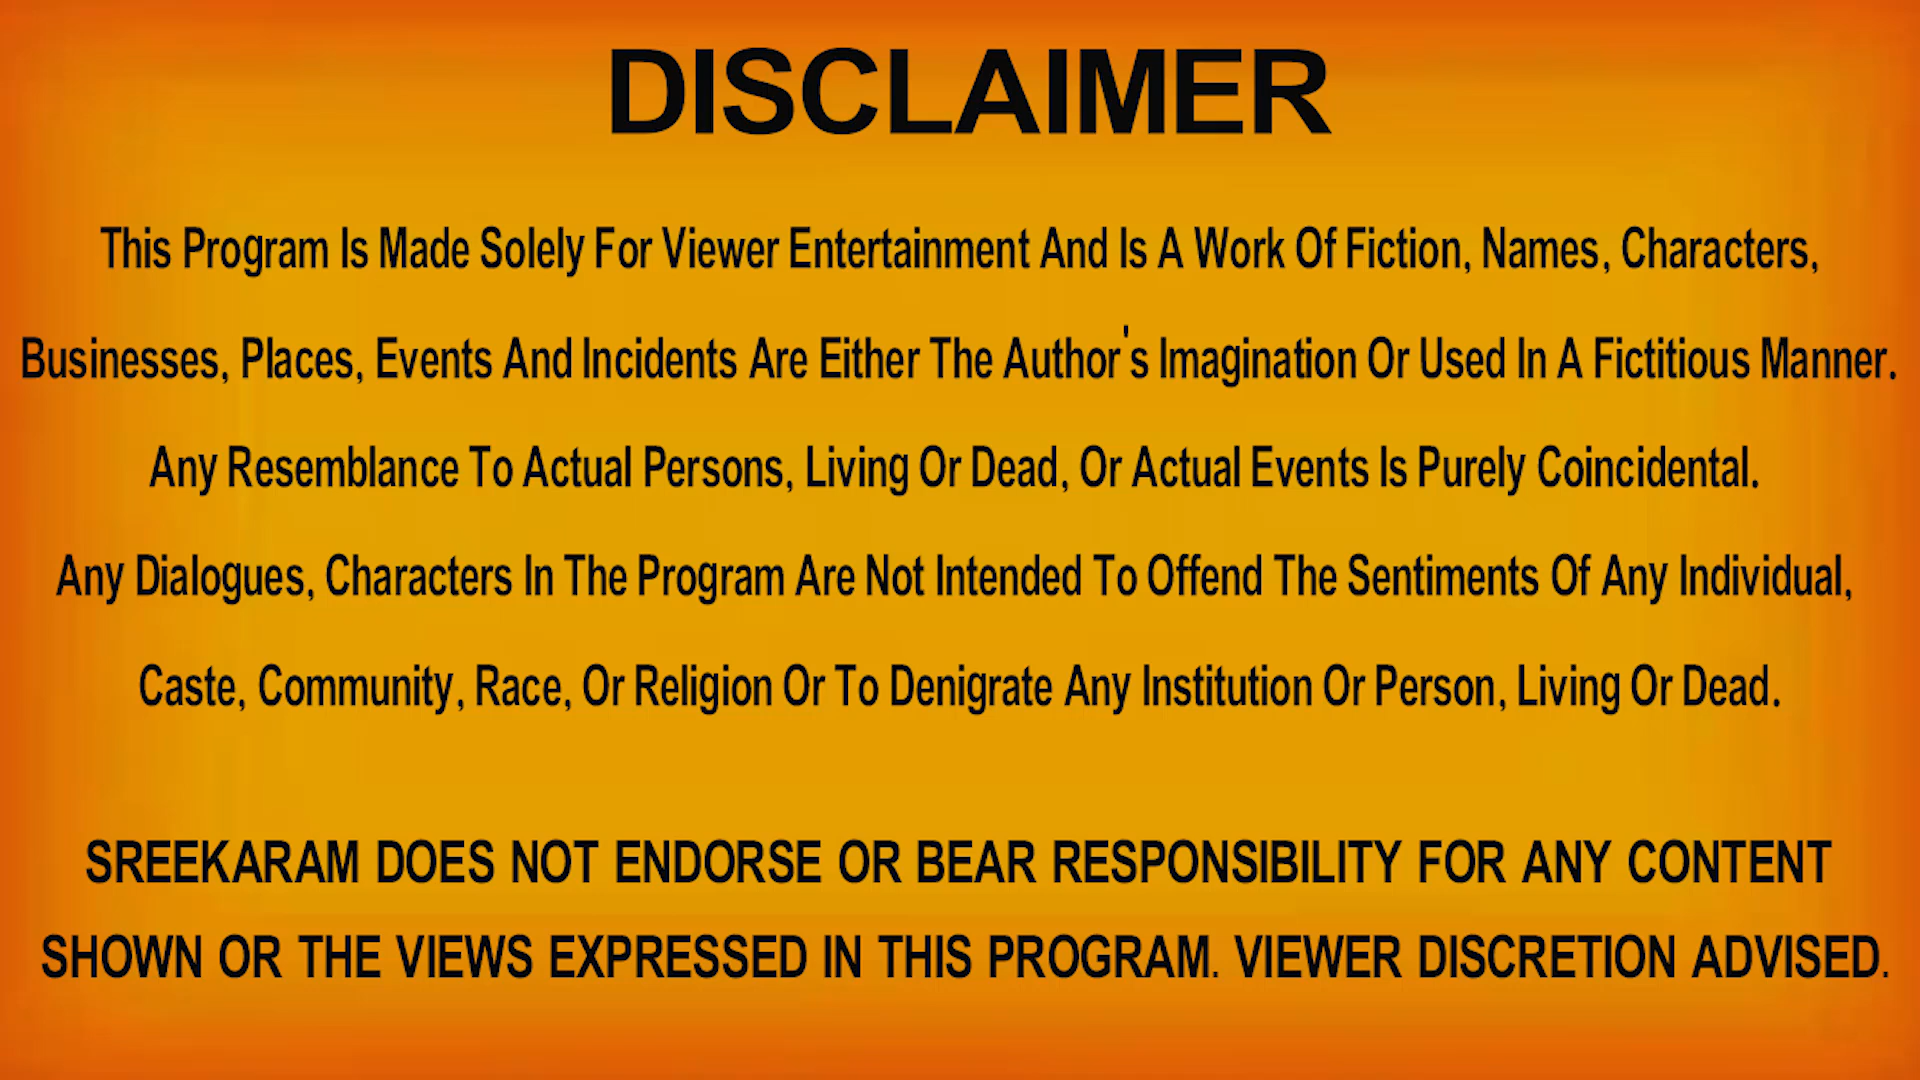 DISCLAIMER
This Program Is Made Solely For Viewer Entertainment And Is A Work Of Fiction, Names, Characters,
Businesses, Places, Events And Incidents Are Either The Author's Imagination Or Used In A Fictitious Manner.
Any Resemblance To Actual Persons, Living Or Dead, Or Actual Events Is Purely Coincidental.
Any Dialogues, Characters In The Program Are Not Intended To Offend The Sentiments Of Any Individual,
Caste, Community, Race, Or Religion Or To Denigrate Any Institution Or Person, Living Or Dead.
SREEKARAM DOES NOT ENDORSE OR BEAR RESPONSIBILITY FOR ANY CONTENT
SHOWN OR THE VIEWS EXPRESSED IN THIS PROGRAM. VIEWER DISCRETION ADVISED.